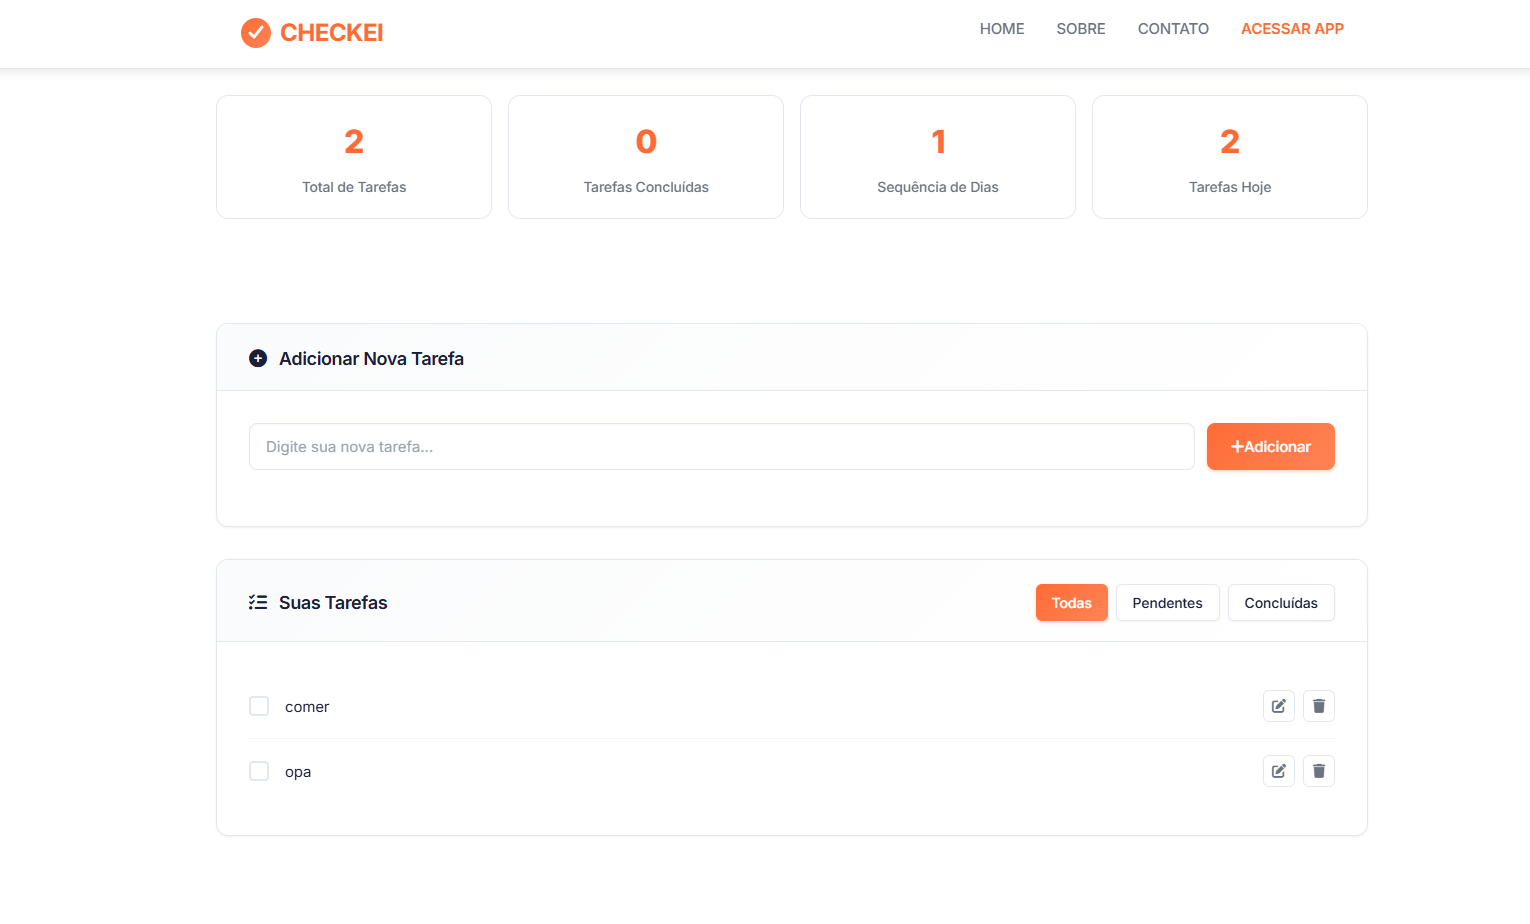 CHECKEI
HOME SOBRE CONTATO ACESSAR APP
2
Total de Tarefas
0
Tarefas Concluídas
1
Sequência de Dias
2
Tarefas Hoje
Adicionar Nova Tarefa
Digite sua nova tarefa...
+Adicionar
Suas Tarefas
Todas Pendentes Concluídas
comer
opa